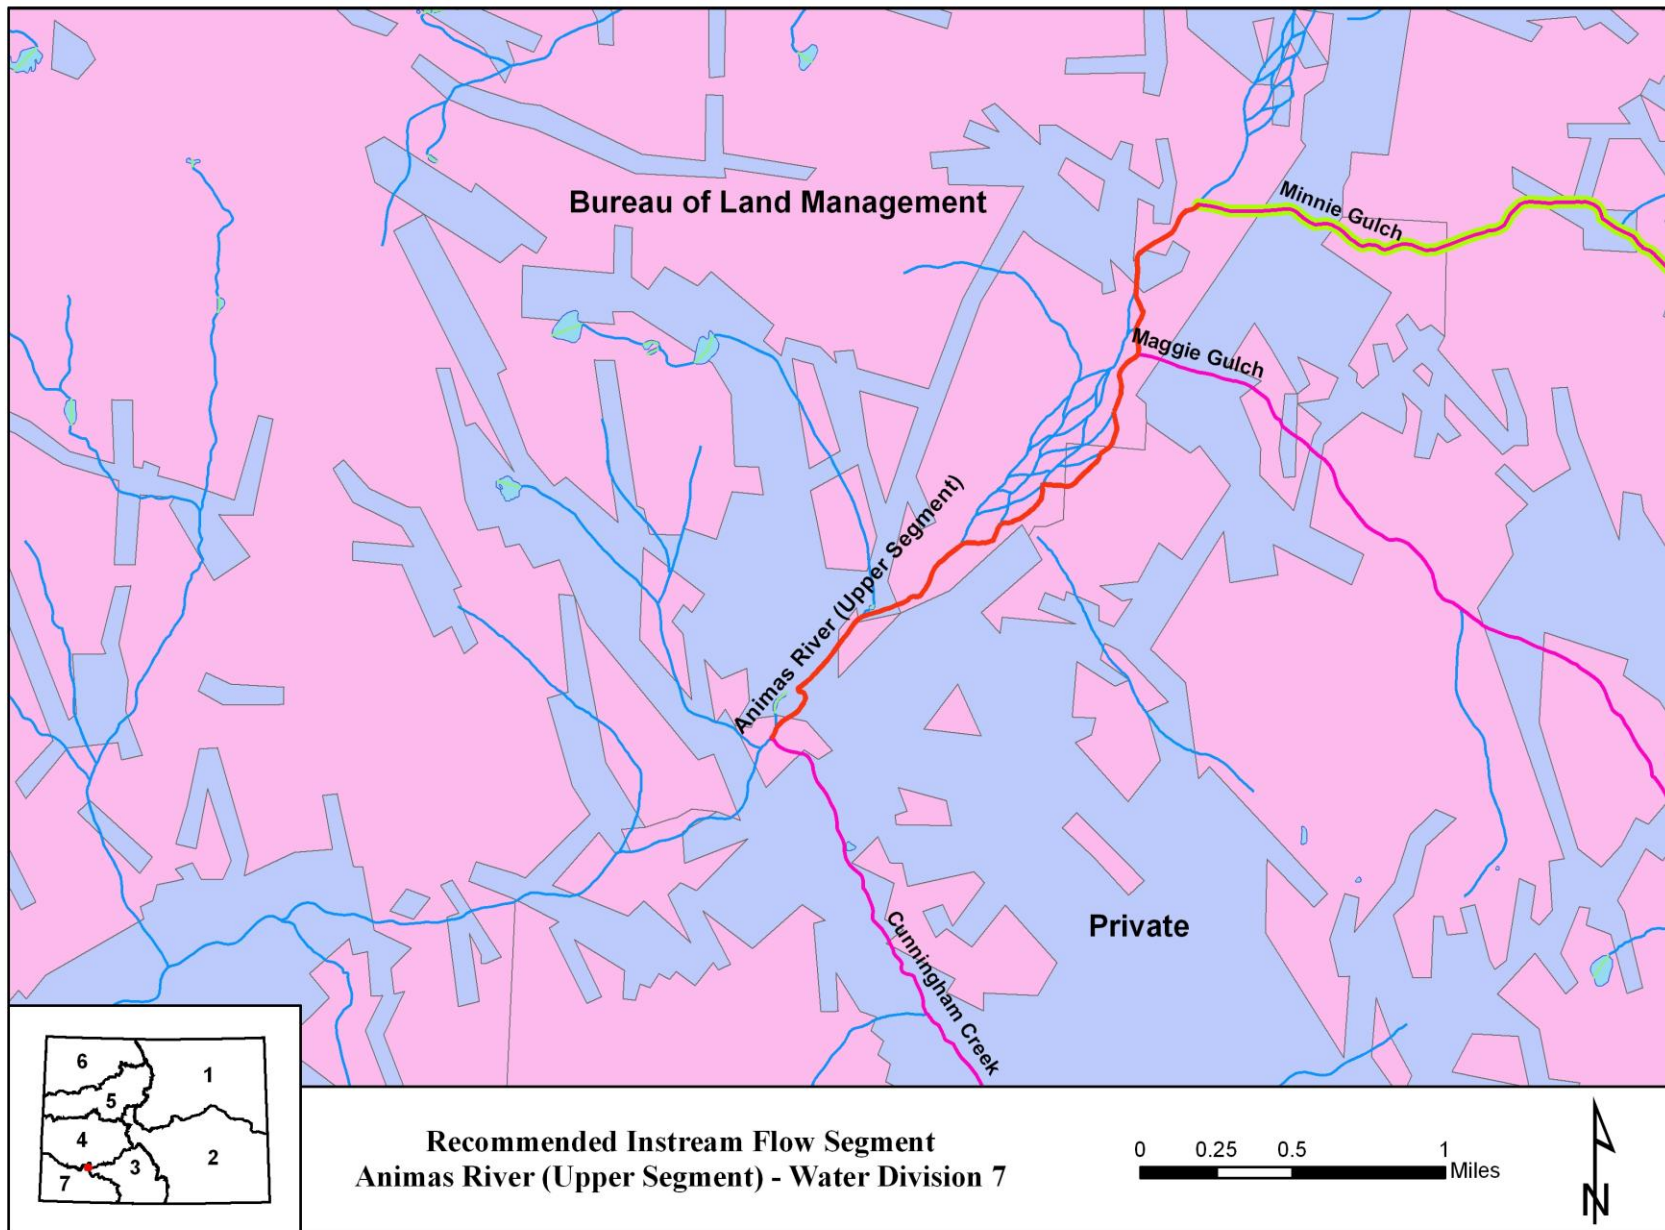 Bureau of Land Management
Minnie Gulch
Maggie Gulch
Animas River (Upper Segment)
Private
Cunningham Creek
6
1
5
4
2
3
7
Recommended Instream Flow Segment
Animas River (Upper Segment) - Water Division 7
0 0.25 0.5 1
Miles
N